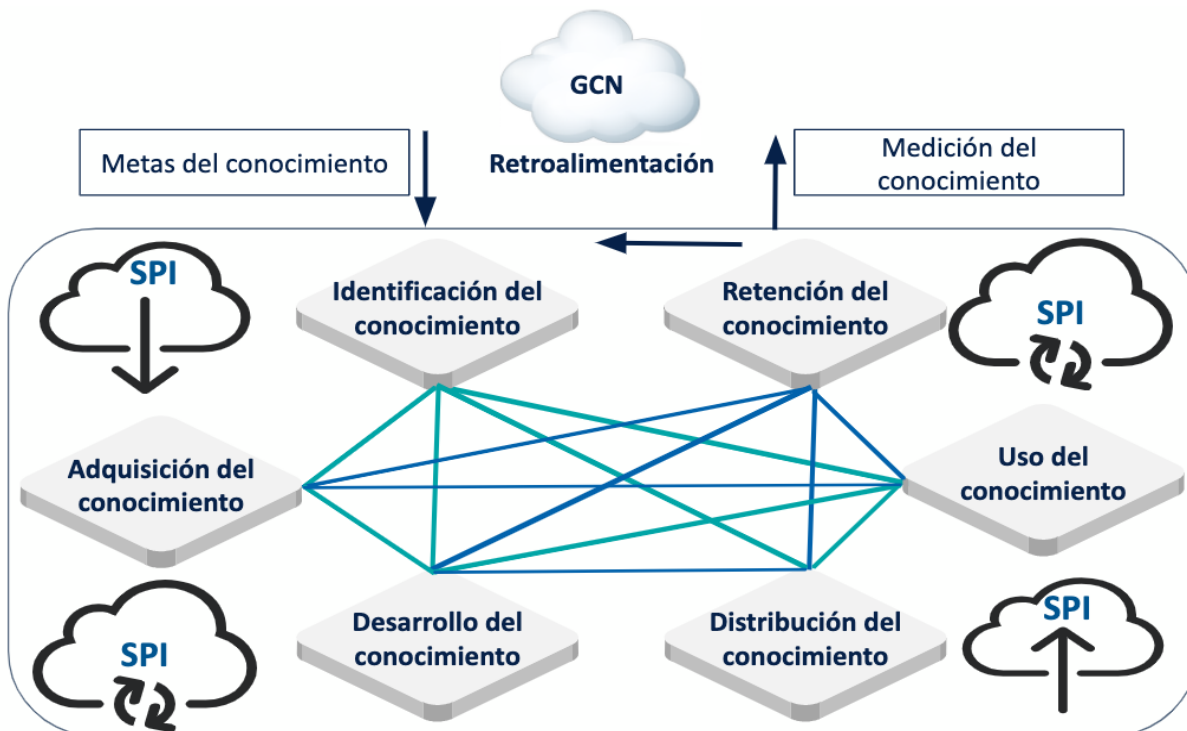 GCN
Metas del conocimiento
Retroalimentación
Medición del
conocimiento
SPI
Identificación del
conocimiento
Retención del
conocimiento
SPI
Adquisición del
conocimiento
Uso del
conocimiento
SPI
Desarrollo del
conocimiento
Distribución del
conocimiento
SPI